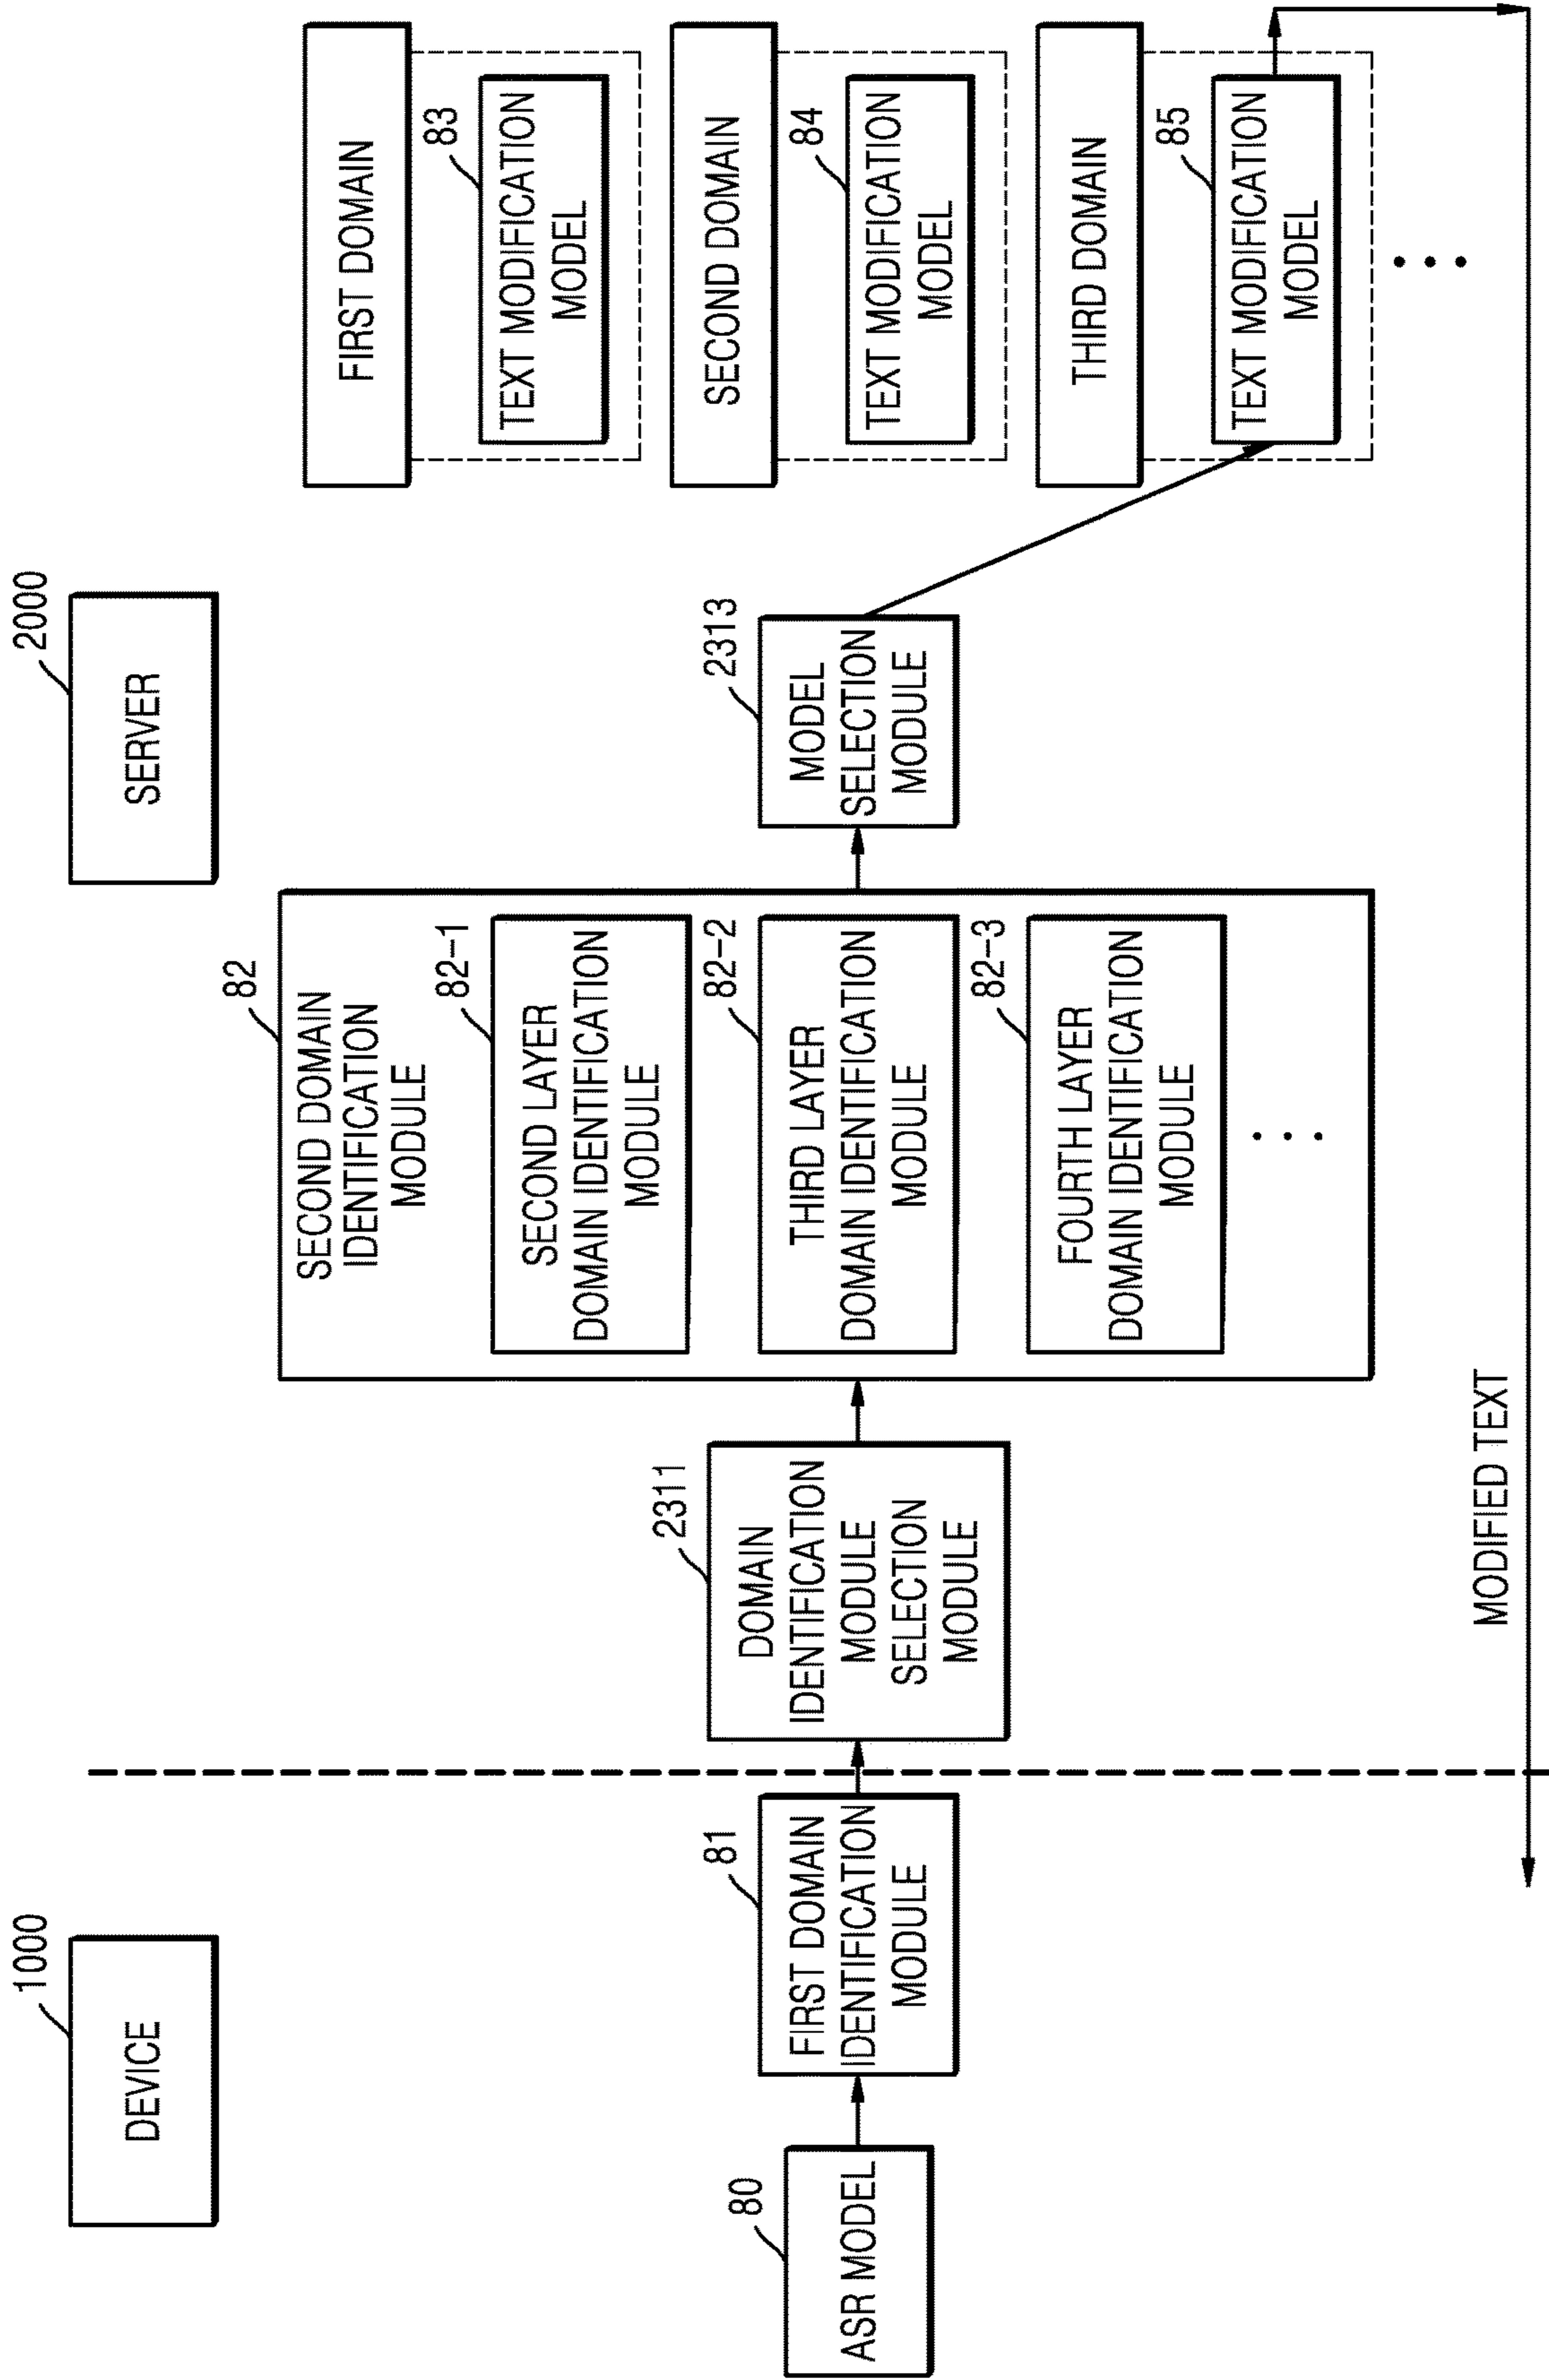 1000
DEVICE
2000
SERVER
80
ASR MODEL
81
FIRST DOMAIN
IDENTIFICATION
MODULE
2311
DOMAIN
IDENTIFICATION
MODULE
SELECTION
MODULE
82
SECOND DOMAIN
IDENTIFICATION
MODULE
82-1
SECOND LAYER
DOMAIN IDENTIFICATION
MODULE
82-2
THIRD LAYER
DOMAIN IDENTIFICATION
MODULE
82-3
FOURTH LAYER
DOMAIN IDENTIFICATION
MODULE
2313
MODEL
SELECTION
MODULE
FIRST DOMAIN
83
TEXT MODIFICATION
MODEL
SECOND DOMAIN
84
TEXT MODIFICATION
MODEL
THIRD DOMAIN
85
TEXT MODIFICATION
MODEL
MODIFIED TEXT